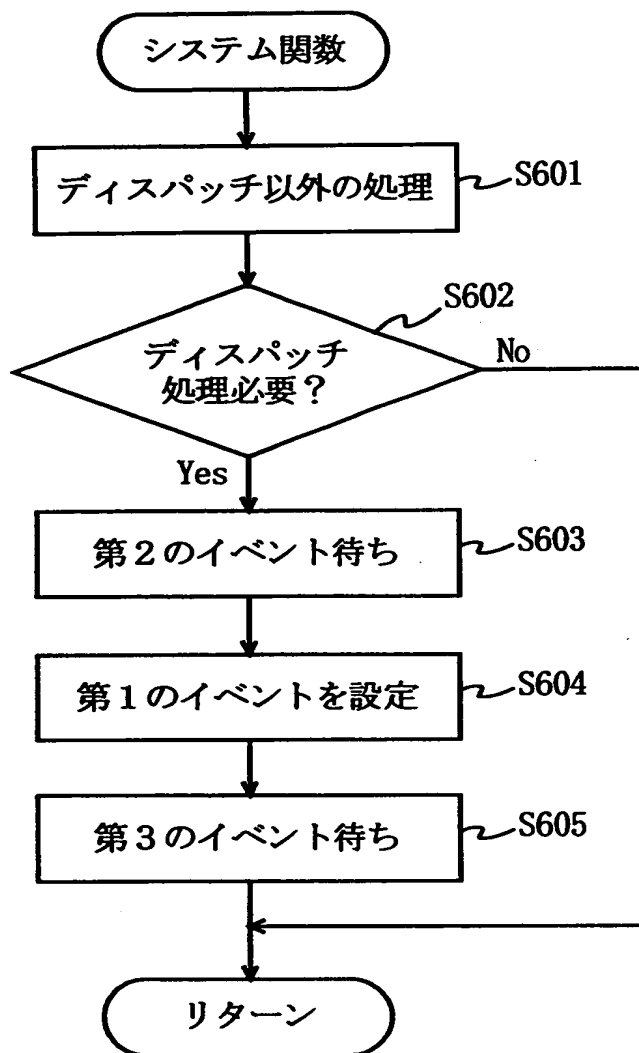 システム関数
ディスパッチ以外の処理
S601
S602
ディスパッチ
処理必要？
No
Yes
第２のイベント待ち
S603
第１のイベントを設定
S604
第３のイベント待ち
S605
リターン